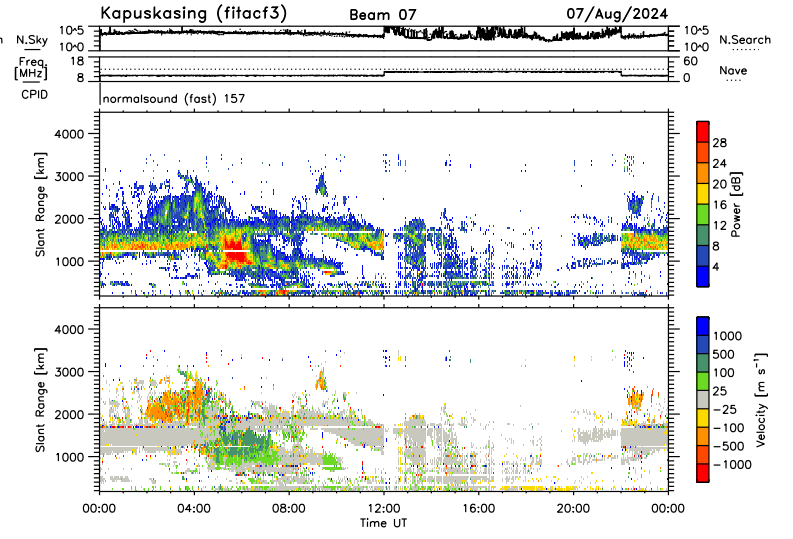 Kapuskasing (fitacf3) Beam 07 07/Aug/2024
N.Sky 10^5 10^5 N.Search
10^0 10^0
Freq. 18 60 Nave
[MHz] 8 0
CPID normalsound (fast) 157
Slant Range [km]
4000
3000
2000
1000
28
24
20
16
12
8
4
Power [dB]
Slant Range [km]
4000
3000
2000
1000
1000
500
100
25
-25
-100
-500
-1000
Velocity [m s⁻¹]
00:00 04:00 08:00 12:00 16:00 20:00 00:00
Time UT